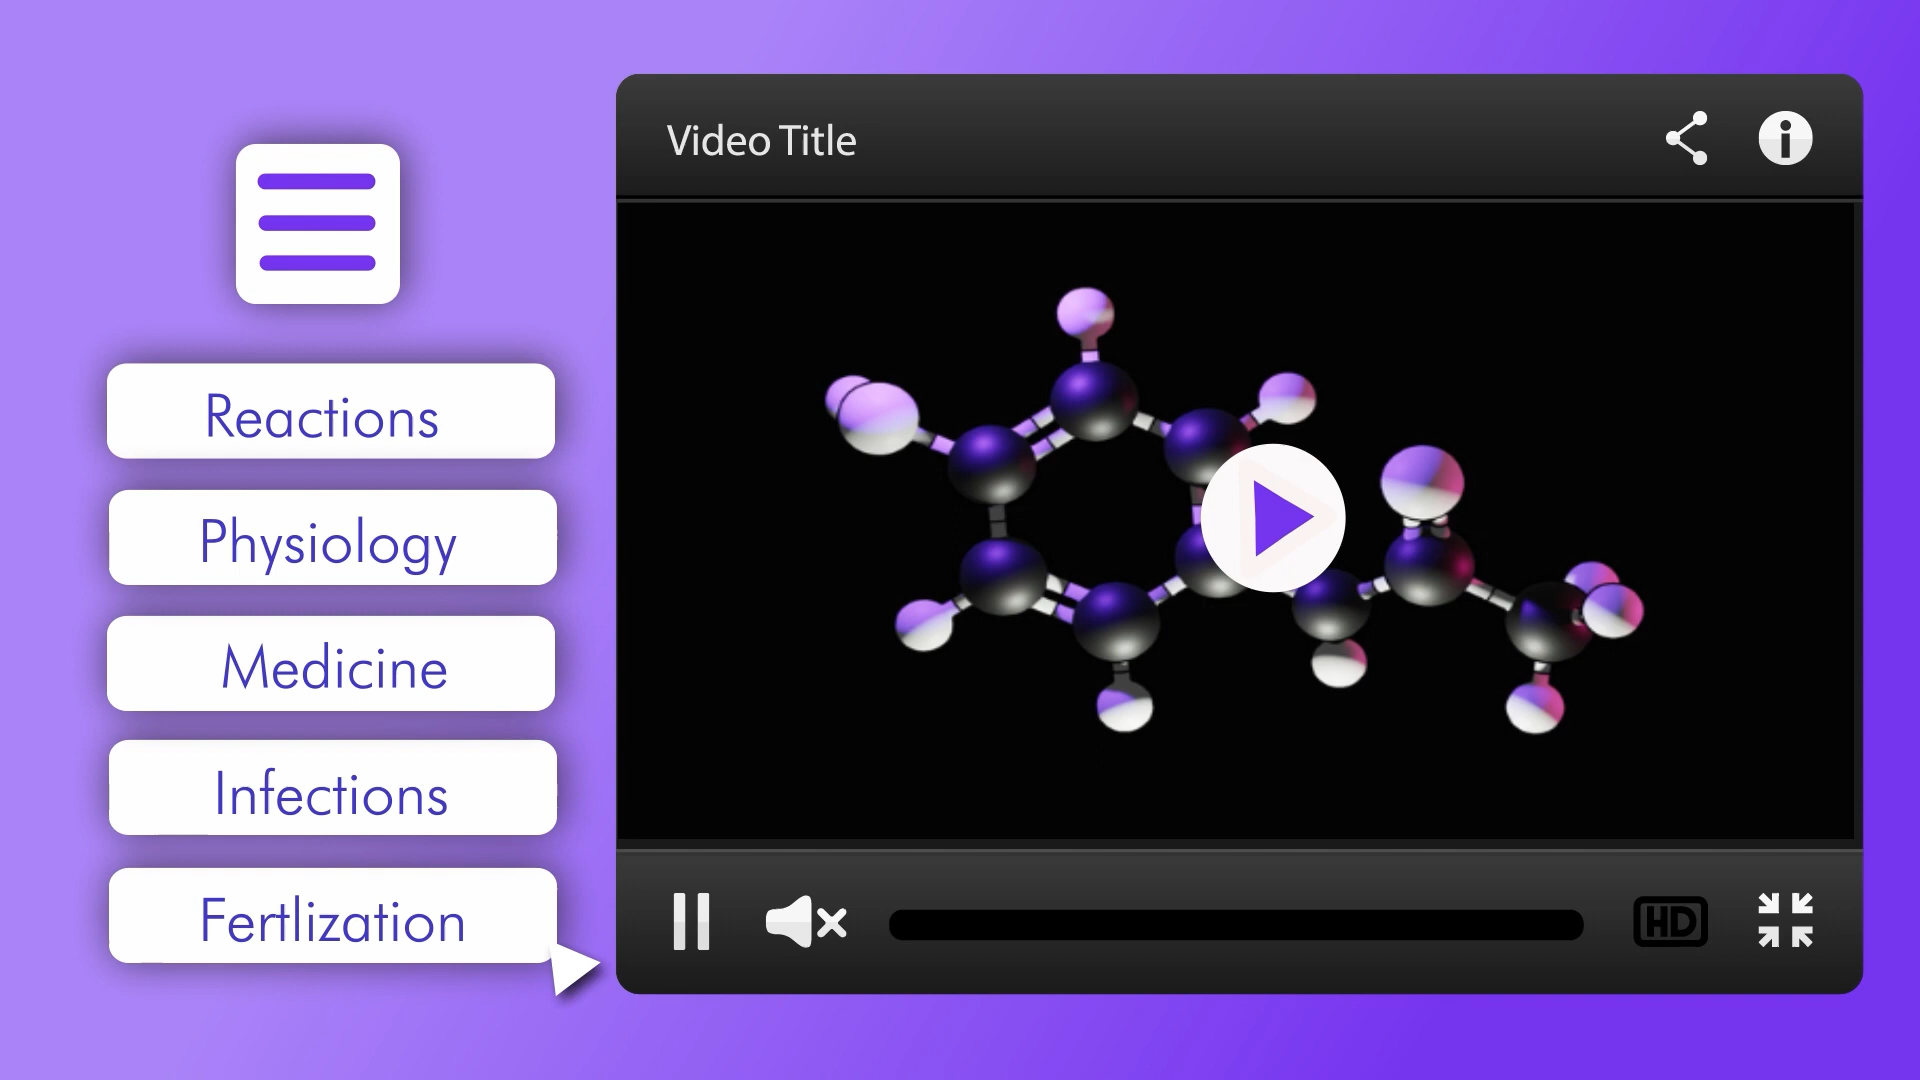 Video Title
Reactions
Physiology
Medicine
Infections
Fertlization
HD